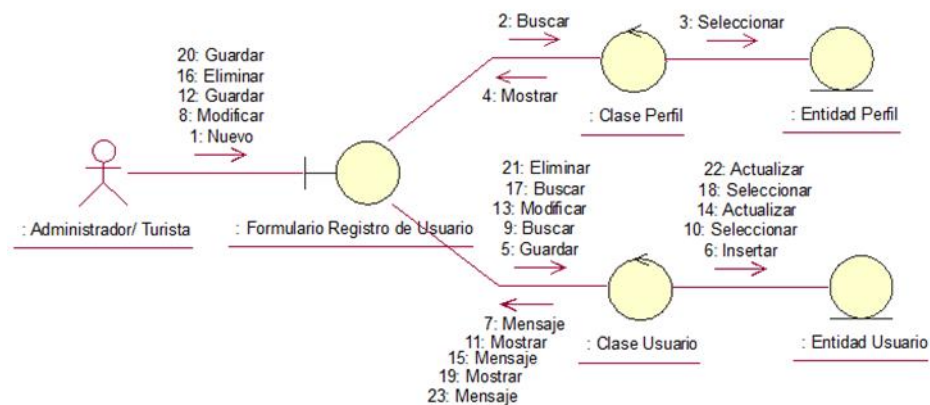 2: Buscar
3: Seleccionar
20: Guardar
16: Eliminar
12: Guardar
8: Modificar
1: Nuevo
4: Mostrar
: Clase Perfil
: Entidad Perfil
: Administrador/ Turista
: Formulario Registro de Usuario
21: Eliminar
17: Buscar
13: Modificar
9: Buscar
5: Guardar
22: Actualizar
18: Seleccionar
14: Actualizar
10: Seleccionar
6: Insertar
7: Mensaje
11: Mostrar
15: Mensaje
19: Mostrar
23: Mensaje
: Clase Usuario
: Entidad Usuario